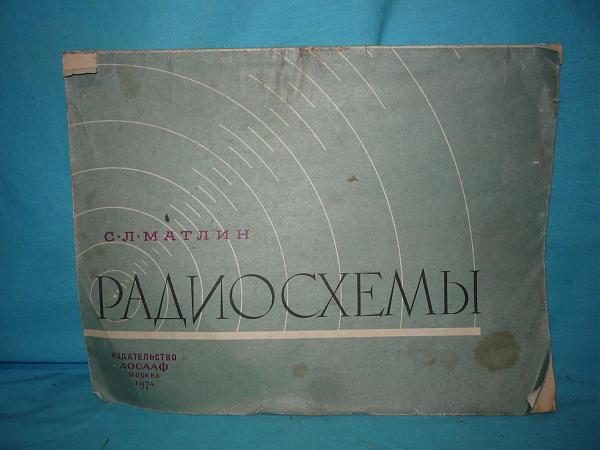 С·Л·МАТЛИН
РАДИОСХЕМЫ
ИЗДАТЕЛЬСТВО
ДОСААФ
МОСКВА
1974